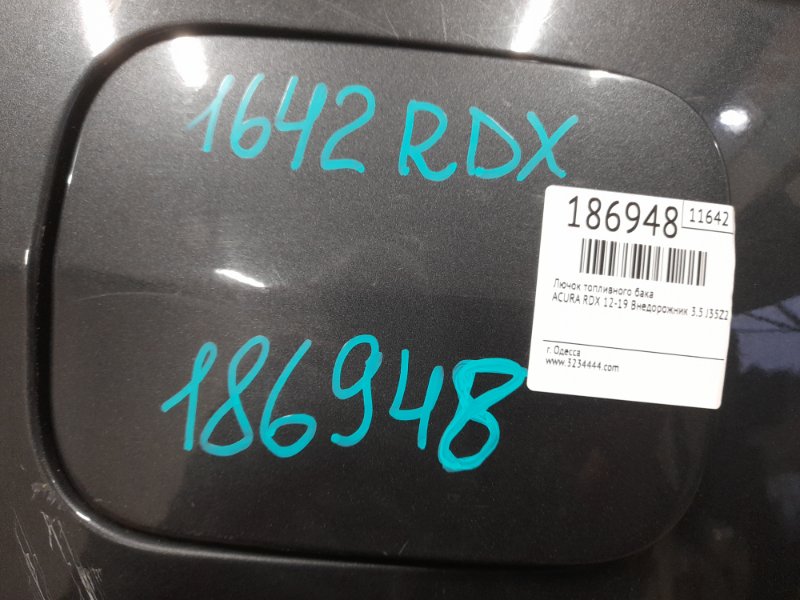 1642 RDX
186948 11642
Лючок топливного бака
ACURA RDX 12-19 Внедорожник 3.5 J35Z2
г. Одесса
www.3234444.com
186948